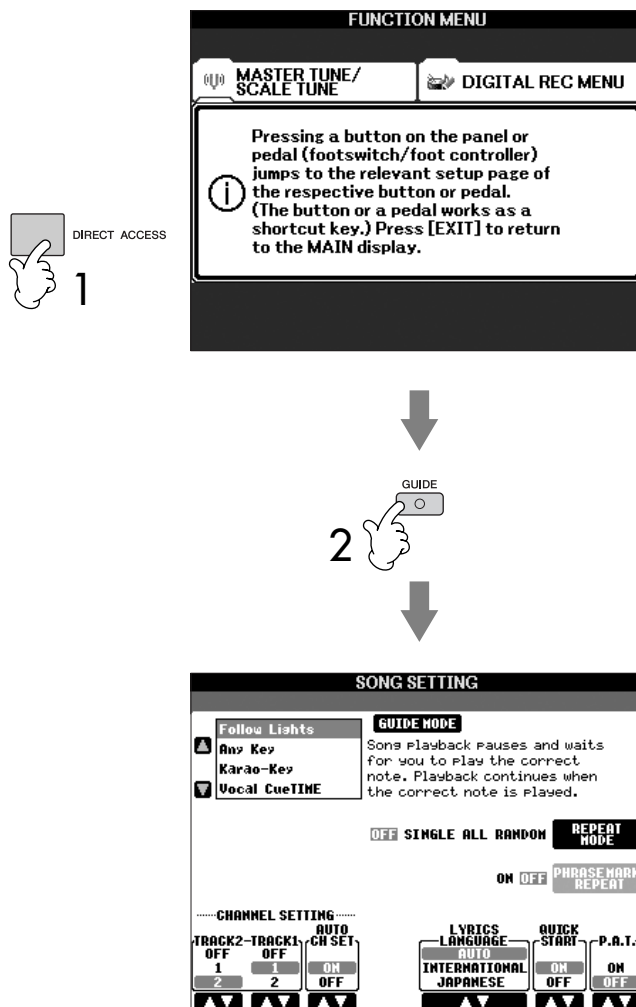 FUNCTION MENU
MASTER TUNE/
SCALE TUNE
DIGITAL REC MENU
Pressing a button on the panel or
pedal (footswitch/foot controller)
jumps to the relevant setup page of
the respective button or pedal.
(The button or a pedal works as a
shortcut key.) Press [EXIT] to return
to the MAIN display.
DIRECT ACCESS
1
GUIDE
2
SONG SETTING
Follow Lights
Any Key
Karao-Key
Vocal CueTIME
GUIDE MODE
Song playback pauses and waits
for you to play the correct
note. Playback continues when
the correct note is played.
OFF SINGLE ALL RANDOM REPEAT MODE
ON OFF PHRASE MARK REPEAT
CHANNEL SETTING
TRACK2 TRACK1 AUTO CH SET
OFF OFF
1 1 ON
2 2 OFF
LYRICS LANGUAGE QUICK START P.A.T.
AUTO
INTERNATIONAL ON ON
JAPANESE OFF OFF